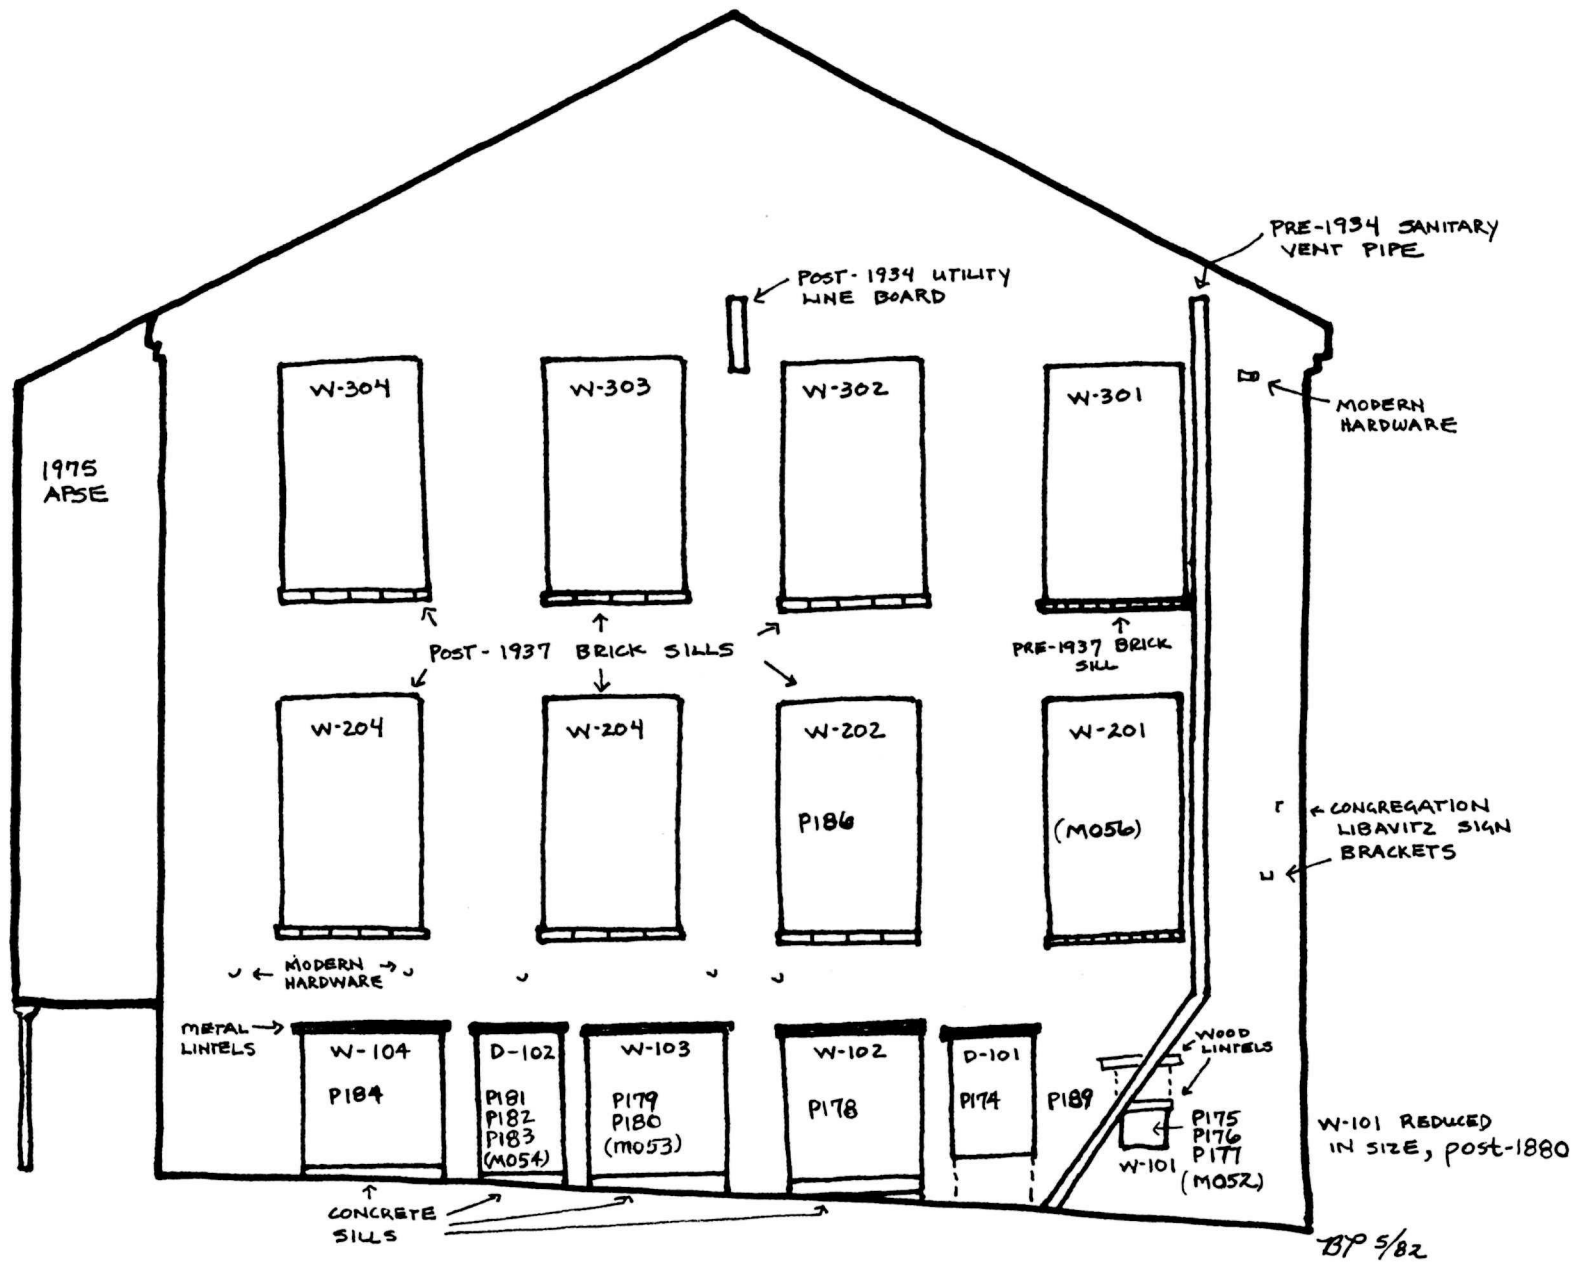 PRE-1934 SANITARY
VENT PIPE
POST-1934 UTILITY
LINE BOARD
W-304
W-303
W-302
W-301
MODERN
HARDWARE
1975
APSE
POST-1937 BRICK SILLS
PRE-1937 BRICK
SILL
W-204
W-204
W-202
W-201
P186
(M056)
CONGREGATION
LIBAVITZ SIGN
BRACKETS
MODERN
HARDWARE
METAL
LINTELS
W-104
P184
D-102
P181
P182
P183
(M054)
W-103
P179
P180
(M053)
W-102
P178
D-101
P174
P189
WOOD
LINTELS
P175
P176
P177
(M052)
W-101
W-101 REDUCED
IN SIZE, POST-1880
CONCRETE
SILLS
BP 5/82